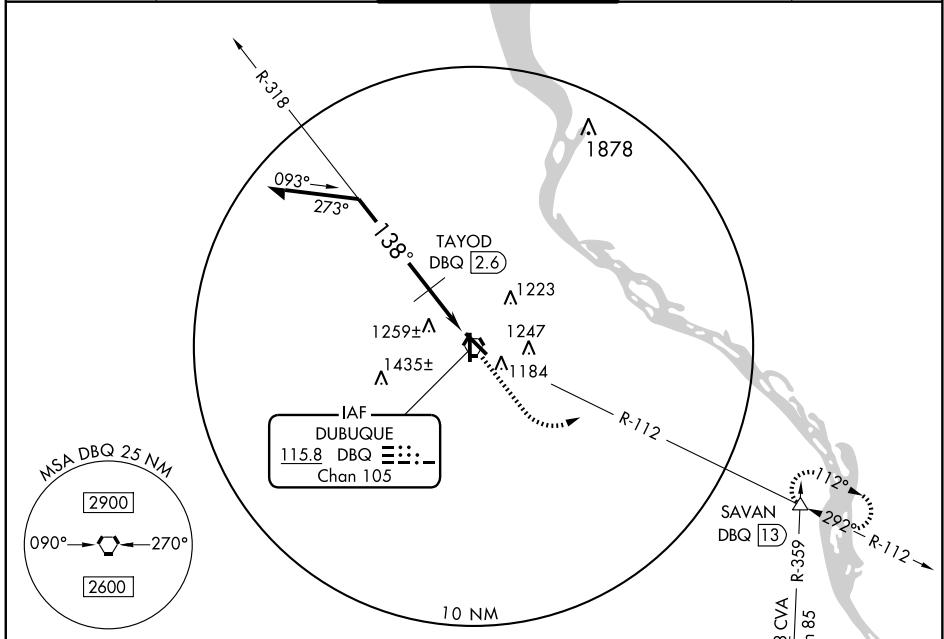 R-318
1878
093°
273°
138°
TAYOD
DBQ 2.6
1223
1259±
1247
1435±
1184
IAF
DUBUQUE
115.8 DBQ
Chan 105
R-112
MSA DBQ 25 NM
2900
090° 270°
2600
112°
SAVAN
DBQ 13
292°
R-112
R-359
CVA
85
10 NM